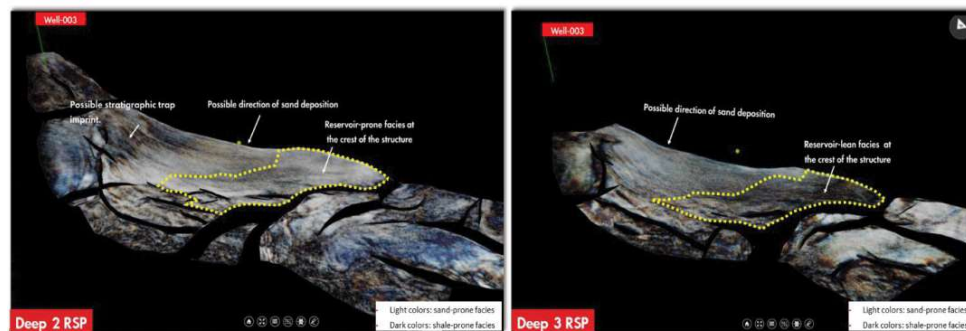 Well-003
Possible stratigraphic trap
imprint.
Possible direction of sand deposition
Reservoir-prone facies at
the crest of the structure
Deep 2 RSP
Light colors: sand-prone facies
Dark colors: shale-prone facies
Well-003
Possible direction of sand deposition
Reservoir-lean facies at
the crest of the structure
Deep 3 RSP
Light colors: sand-prone facies
Dark colors: shale-prone facies